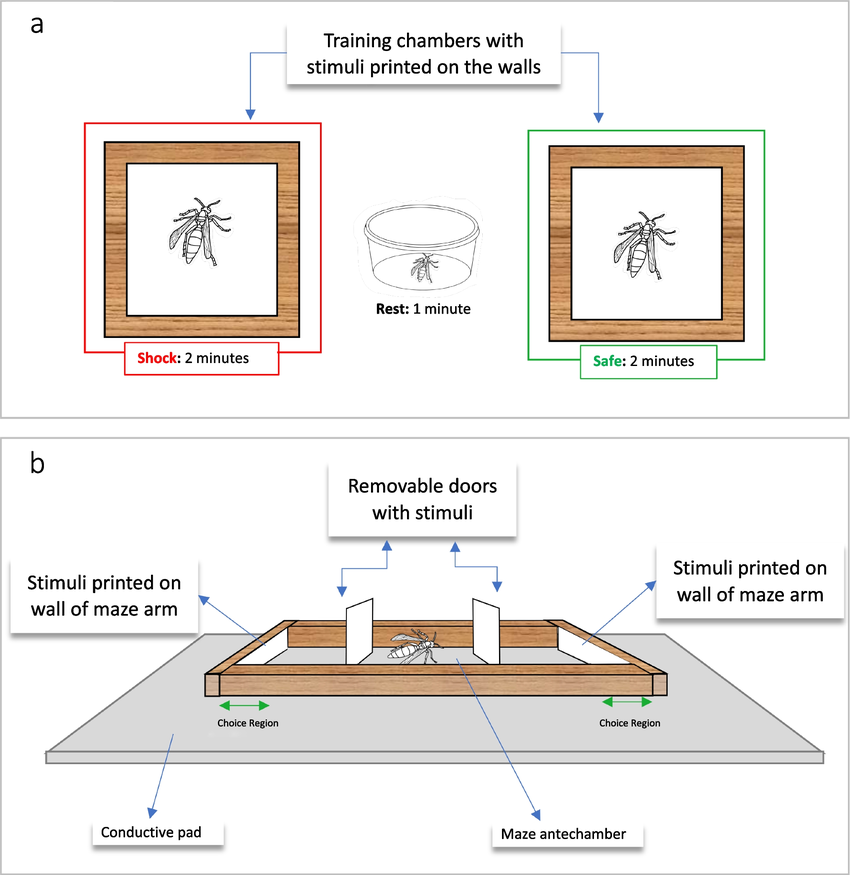 a
Training chambers with
stimuli printed on the walls
Rest: 1 minute
Shock: 2 minutes
Safe: 2 minutes
b
Removable doors
with stimuli
Stimuli printed on
wall of maze arm
Stimuli printed on
wall of maze arm
Choice Region
Choice Region
Conductive pad
Maze antechamber